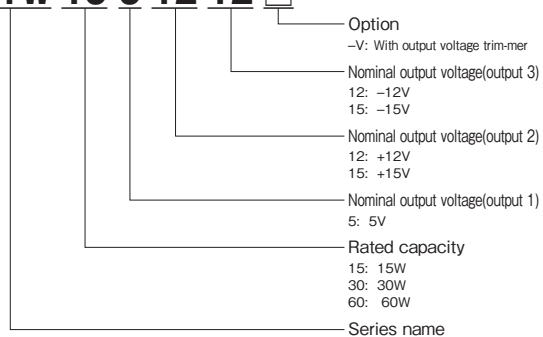 Option
–V: With output voltage trim-mer
Nominal output voltage(output 3)
12: –12V
15: –15V
Nominal output voltage(output 2)
12: +12V
15: +15V
Nominal output voltage(output 1)
5: 5V
Rated capacity
15: 15W
30: 30W
60: 60W
Series name